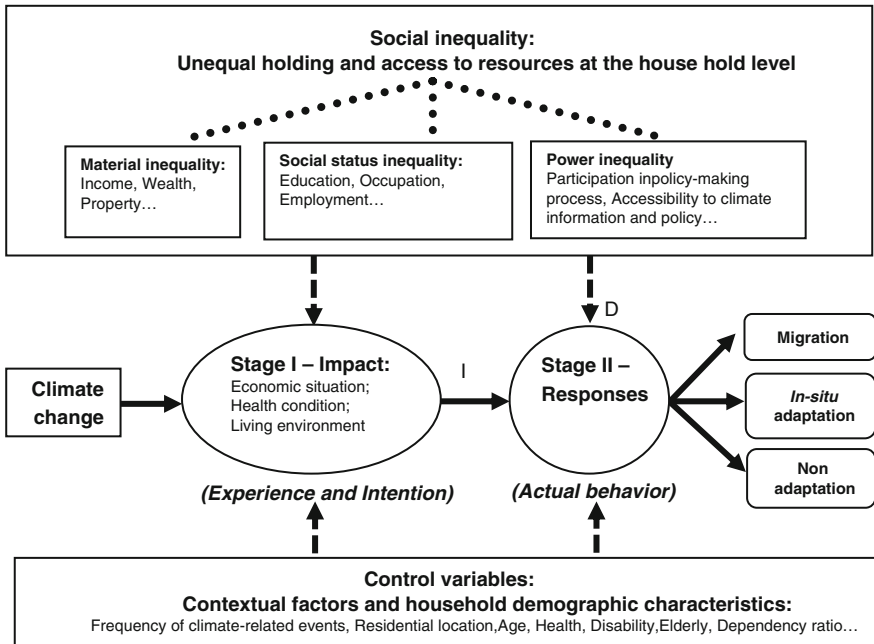 Social inequality:
Unequal holding and access to resources at the house hold level
Material inequality:
Income, Wealth,
Property…
Social status inequality:
Education, Occupation,
Employment…
Power inequality
Participation inpolicy-making
process, Accessibility to climate
information and policy…
D
Climate
change
Stage I – Impact:
Economic situation;
Health condition;
Living environment
I
Stage II –
Responses
Migration
In-situ
adaptation
Non
adaptation
(Experience and Intention)
(Actual behavior)
Control variables:
Contextual factors and household demographic characteristics:
Frequency of climate-related events, Residential location,Age, Health, Disability,Elderly, Dependency ratio…